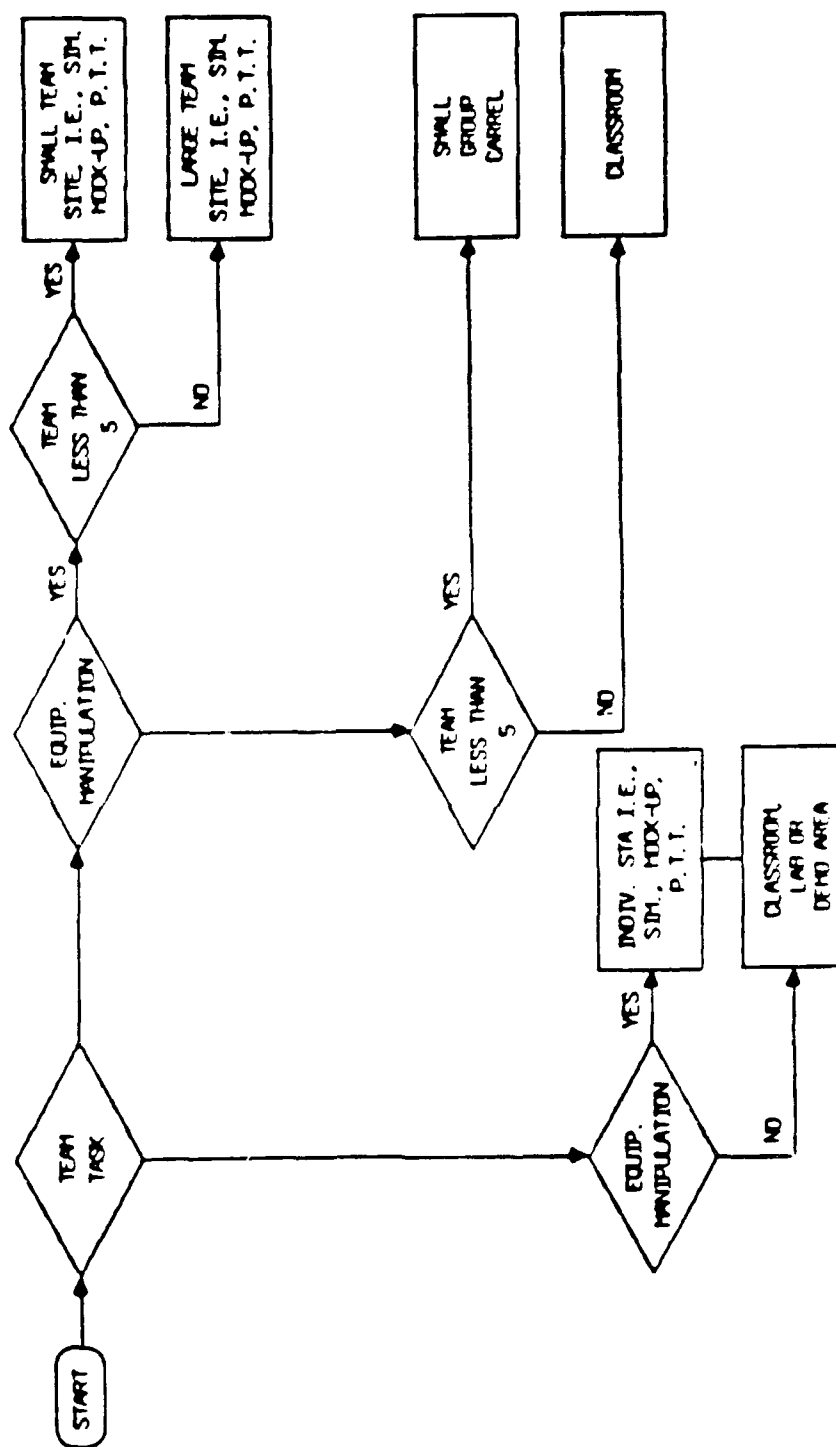 START
TEAM
TASK
EQUIP.
MANIPULATION
YES
TEAM
LESS THAN
5
YES
SMALL TEAM
SITE, I.E., SIM.
MOCK-UP, P.T.T.
NO
LARGE TEAM
SITE, I.E., SIM.
MOCK-UP, P.T.T.
TEAM
LESS THAN
5
YES
SMALL
GROUP
CARREL
NO
CLASSROOM
EQUIP.
MANIPULATION
YES
INDIV. STA I.E.,
SIM., MOCK-UP,
P.T.T.
NO
CLASSROOM,
LAB OR
DEMO AREA